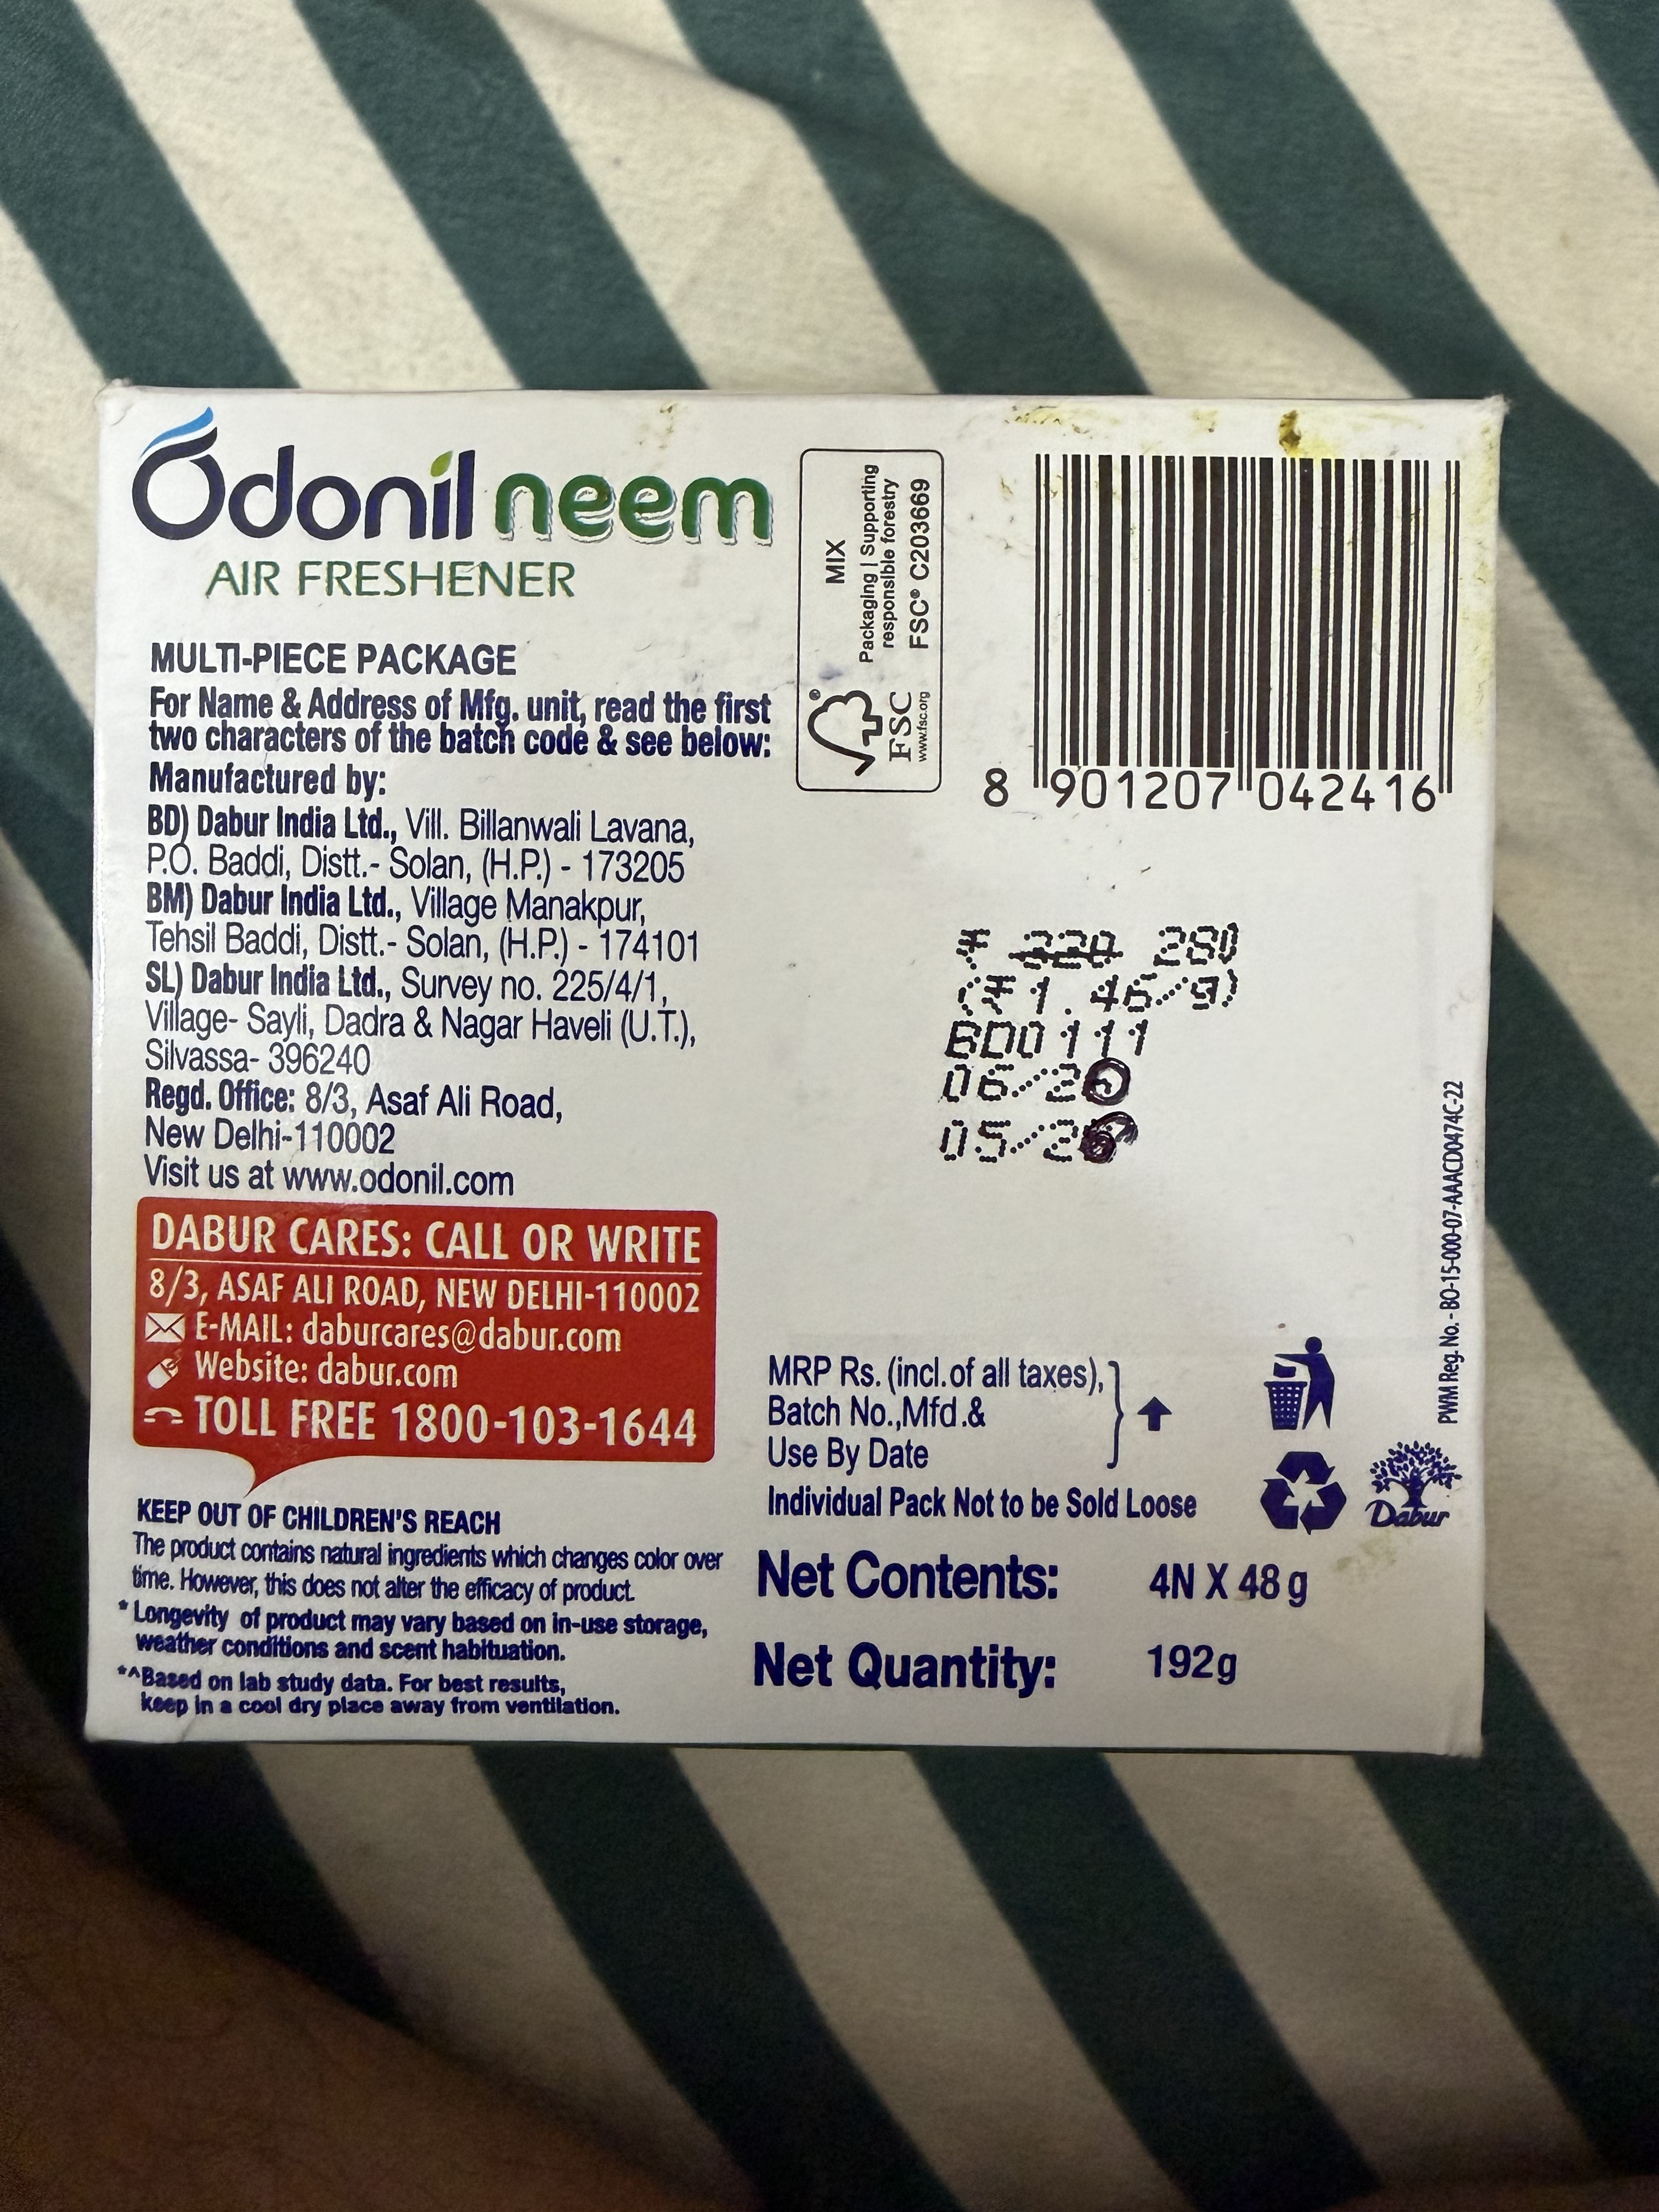 Odonil neem
AIR FRESHENER
MULTI-PIECE PACKAGE
For Name & Address of Mfg. unit, read the first
two characters of the batch code & see below:
Manufactured by:
BD) Dabur India Ltd., Vill. Billanwali Lavana,
P.O. Baddi, Distt.- Solan, (H.P.) - 173205
BM) Dabur India Ltd., Village Manakpur,
Tehsil Baddi, Distt.- Solan, (H.P.) - 174101
SL) Dabur India Ltd., Survey no. 225/4/1,
Village- Sayli, Dadra & Nagar Haveli (U.T.),
Silvassa- 396240
Regd. Office: 8/3, Asaf Ali Road,
New Delhi-110002
Visit us at www.odonil.com
DABUR CARES: CALL OR WRITE
8/3, ASAF ALI ROAD, NEW DELHI-110002
E-MAIL: daburcares@dabur.com
Website: dabur.com
TOLL FREE 1800-103-1644
KEEP OUT OF CHILDREN'S REACH
The product contains natural ingredients which changes color over
time. However, this does not alter the efficacy of product.
* Longevity of product may vary based on in-use storage,
weather conditions and scent habituation.
*^Based on lab study data. For best results,
keep in a cool dry place away from ventilation.
MIX
Packaging | Supporting
responsible forestry
FSC® C203669
FSC®
www.fsc.org
8 901207 042416
₹ 280
(₹1.46/g)
BD0111
MRP Rs. (incl.of all taxes),
Batch No.,Mfd.&
Use By Date
Individual Pack Not to be Sold Loose
Net Contents: 4N X 48 g
Net Quantity: 192g
PWM Reg. No. - BO-15-000-07-AAACD0474C-22
Dabur